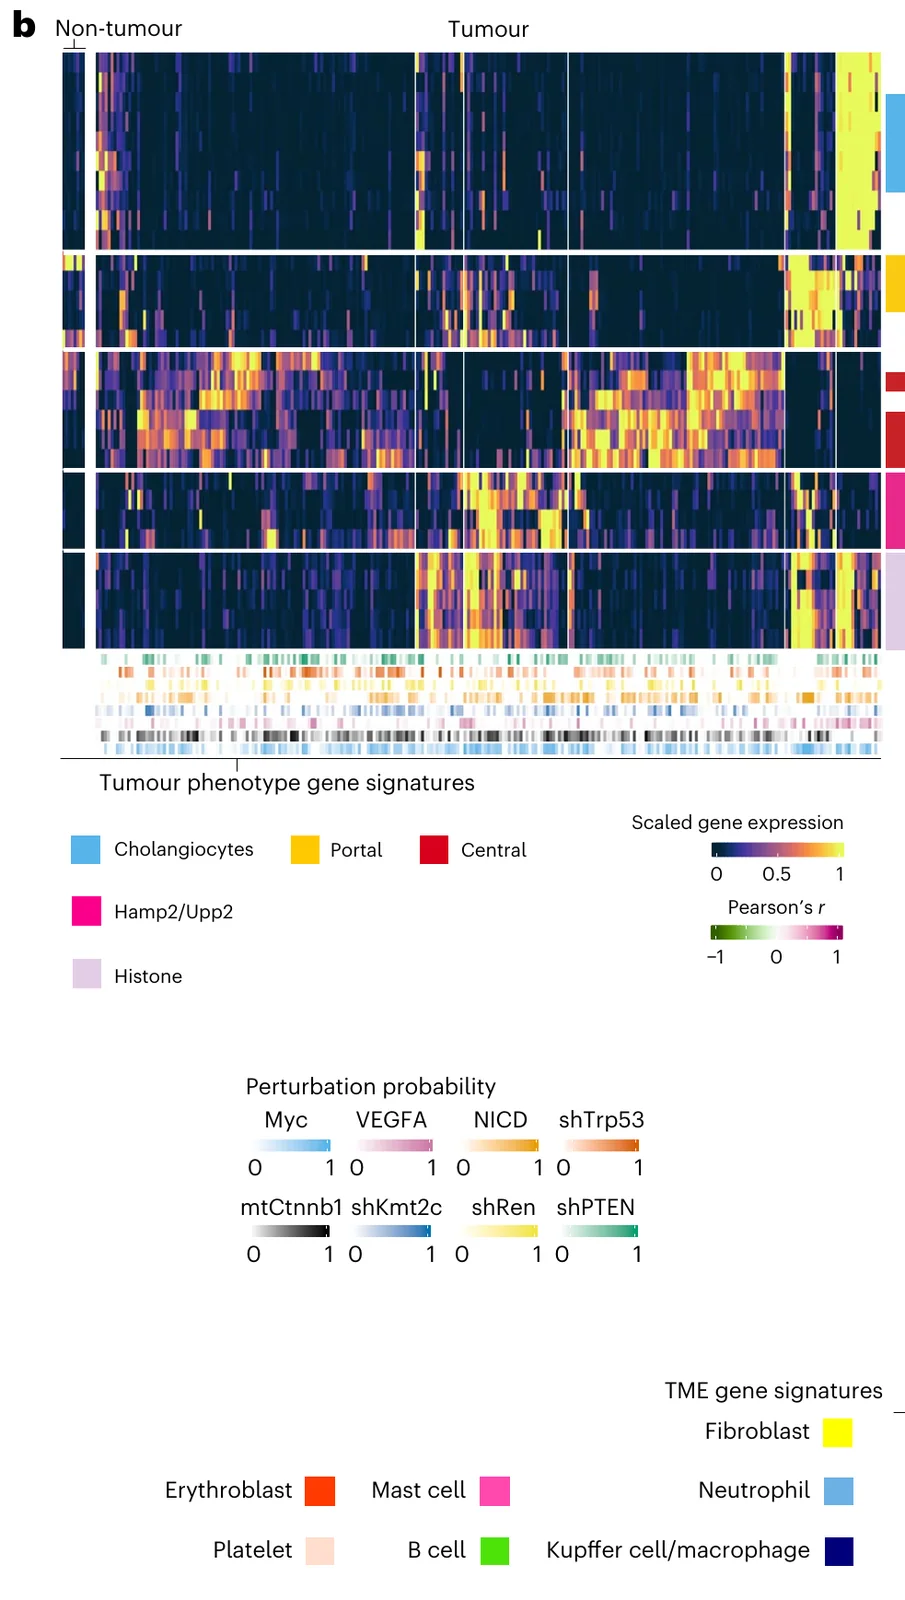 b
Non-tumour Tumour
Tumour phenotype gene signatures
Cholangiocytes Portal Central
Hamp2/Upp2
Histone
Scaled gene expression
0 0.5 1
Pearson's r
−1 0 1
Perturbation probability
Myc VEGFA NICD shTrp53
0 1 0 1 0 1 0 1
mtCtnnb1 shKmt2c shRen shPTEN
0 1 0 1 0 1 0 1
TME gene signatures
Fibroblast
Erythroblast Mast cell Neutrophil
Platelet B cell Kupffer cell/macrophage